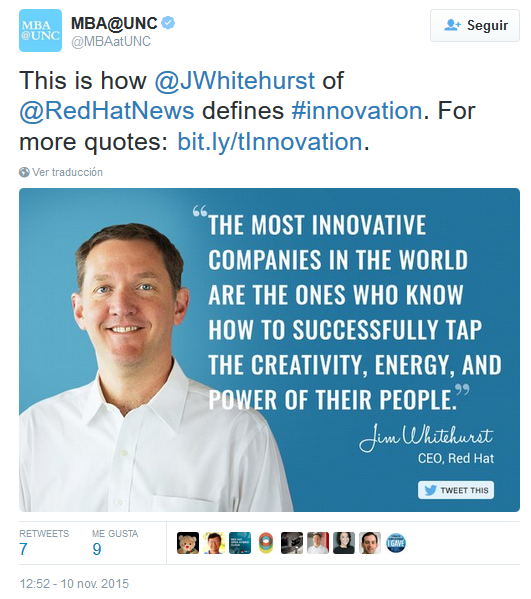 MBA
@UNC
MBA@UNC
@MBAatUNC
Seguir
This is how @JWhitehurst of
@RedHatNews defines #innovation. For
more quotes: bit.ly/tInnovation.
Ver traducción
“THE MOST INNOVATIVE
COMPANIES IN THE WORLD
ARE THE ONES WHO KNOW
HOW TO SUCCESSFULLY TAP
THE CREATIVITY, ENERGY, AND
POWER OF THEIR PEOPLE.”
Jim Whitehurst
CEO, Red Hat
TWEET THIS
RETWEETS
7
ME GUSTA
9
I GAVE
12:52 - 10 nov. 2015